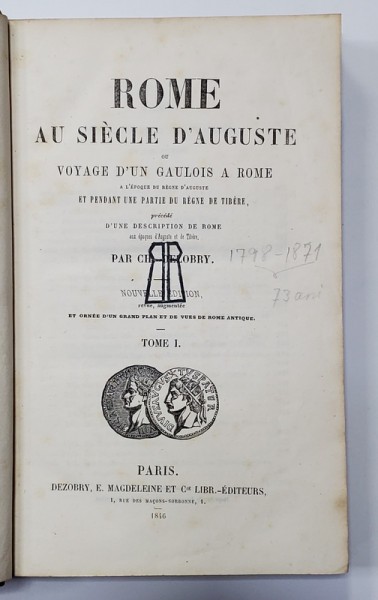 ROME
AU SIÈCLE D'AUGUSTE
OU
VOYAGE D'UN GAULOIS A ROME
A L'ÉPOQUE DU RÈGNE D'AUGUSTE
ET PENDANT UNE PARTIE DU RÈGNE DE TIBÈRE,
précédé
D'UNE DESCRIPTION DE ROME
aux époques d'Auguste et de Tibère,
PAR CH. DEZOBRY.
1798-1871
73 ani
NOUVELLE ÉDITION,
revue, augmentée
ET ORNÉE D'UN GRAND PLAN ET DE VUES DE ROME ANTIQUE.
TOME I.
DIVVS AVGVSTVS PATER
PARIS.
DEZOBRY, E. MAGDELEINE ET Cie LIBR.-ÉDITEURS,
1, RUE DES MAÇONS-SORBONNE, 1.
1846